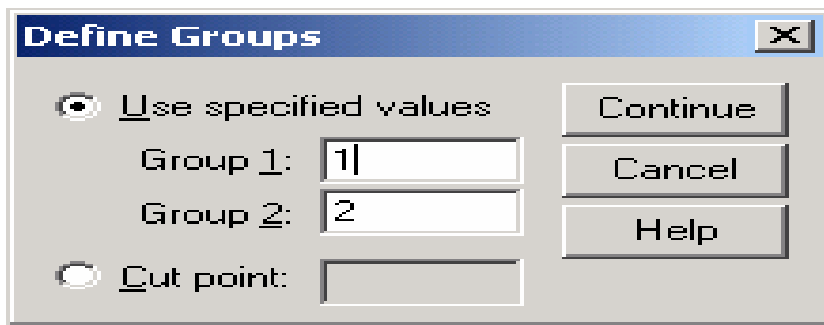 Define Groups
Use specified values
Group 1: 1
Group 2: 2
Cut point:
Continue
Cancel
Help